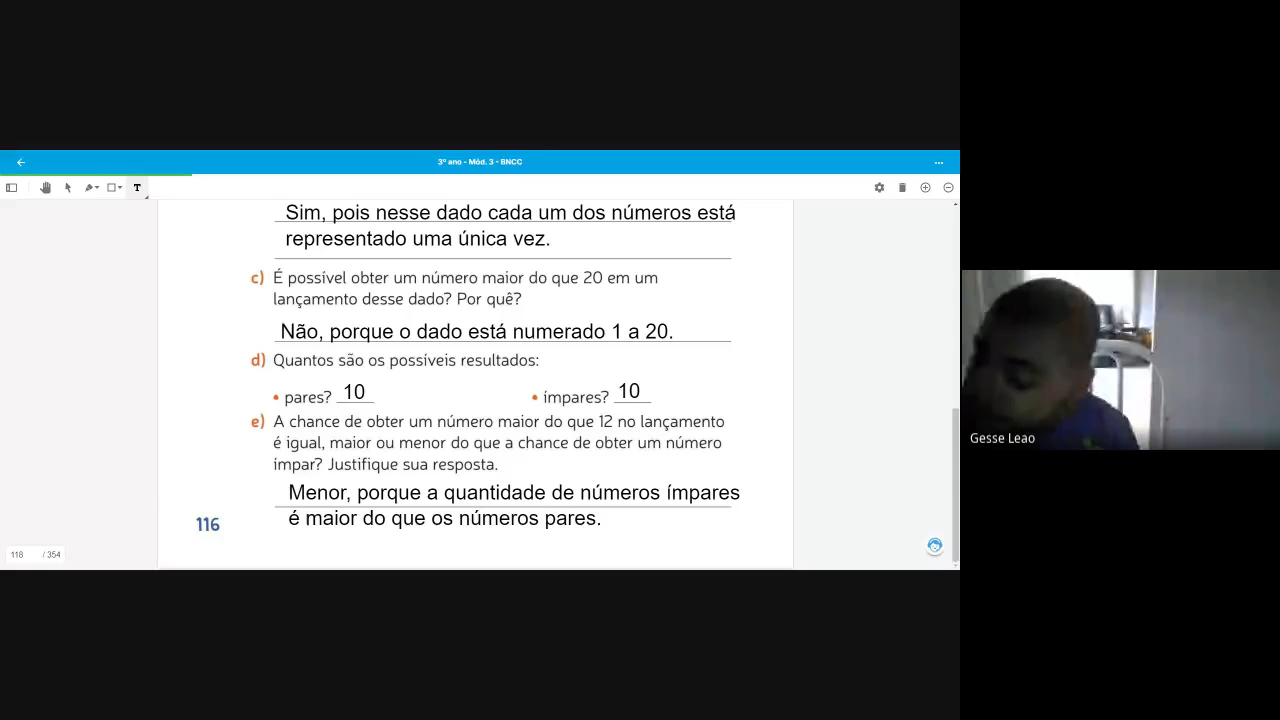 3º ano - Mód. 3 - BNCC
T
Sim, pois nesse dado cada um dos números está
representado uma única vez.
c) É possível obter um número maior do que 20 em um
lançamento desse dado? Por quê?
Não, porque o dado está numerado 1 a 20.
d) Quantos são os possíveis resultados:
• pares? 10 • ímpares? 10
e) A chance de obter um número maior do que 12 no lançamento
é igual, maior ou menor do que a chance de obter um número
ímpar? Justifique sua resposta.
Menor, porque a quantidade de números ímpares
é maior do que os números pares.
116
118 / 354
Gesse Leao